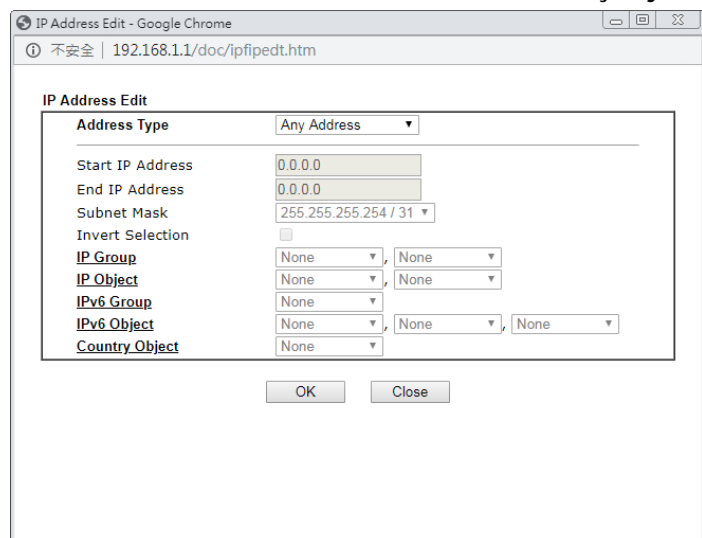 IP Address Edit - Google Chrome
不安全 | 192.168.1.1/doc/ipfipedt.htm
IP Address Edit
Address Type Any Address
Start IP Address 0.0.0.0
End IP Address 0.0.0.0
Subnet Mask 255.255.255.254 / 31
Invert Selection
IP Group None , None
IP Object None , None
IPv6 Group None
IPv6 Object None , None , None
Country Object None
OK Close